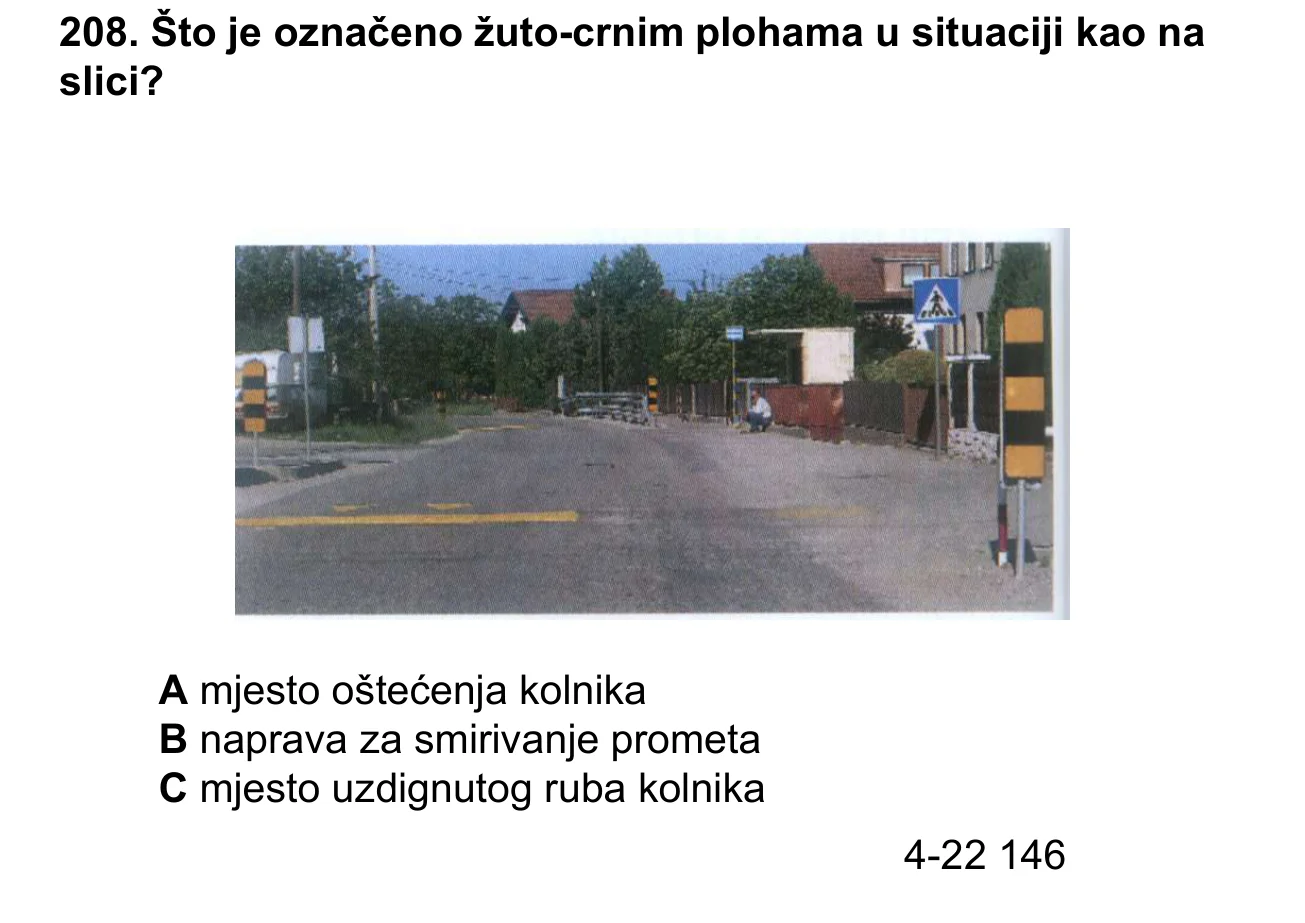 208. Što je označeno žuto-crnim plohama u situaciji kao na
slici?
A mjesto oštećenja kolnika
B naprava za smirivanje prometa
C mjesto uzdignutog ruba kolnika
4-22 146